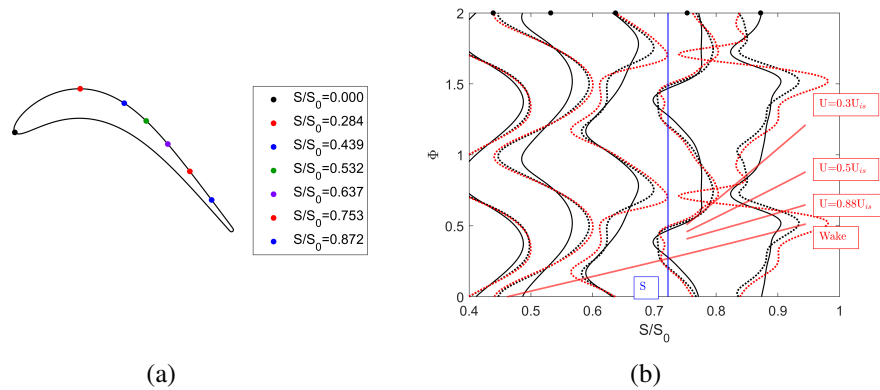 S/S0=0.000
S/S0=0.284
S/S0=0.439
S/S0=0.532
S/S0=0.637
S/S0=0.753
S/S0=0.872
(a)
2
1.5
1
0.5
0
Φ
0.4
0.5
0.6
0.7
0.8
0.9
1
S/S0
U=0.3Uis
U=0.5Uis
U=0.88Uis
Wake
S
(b)